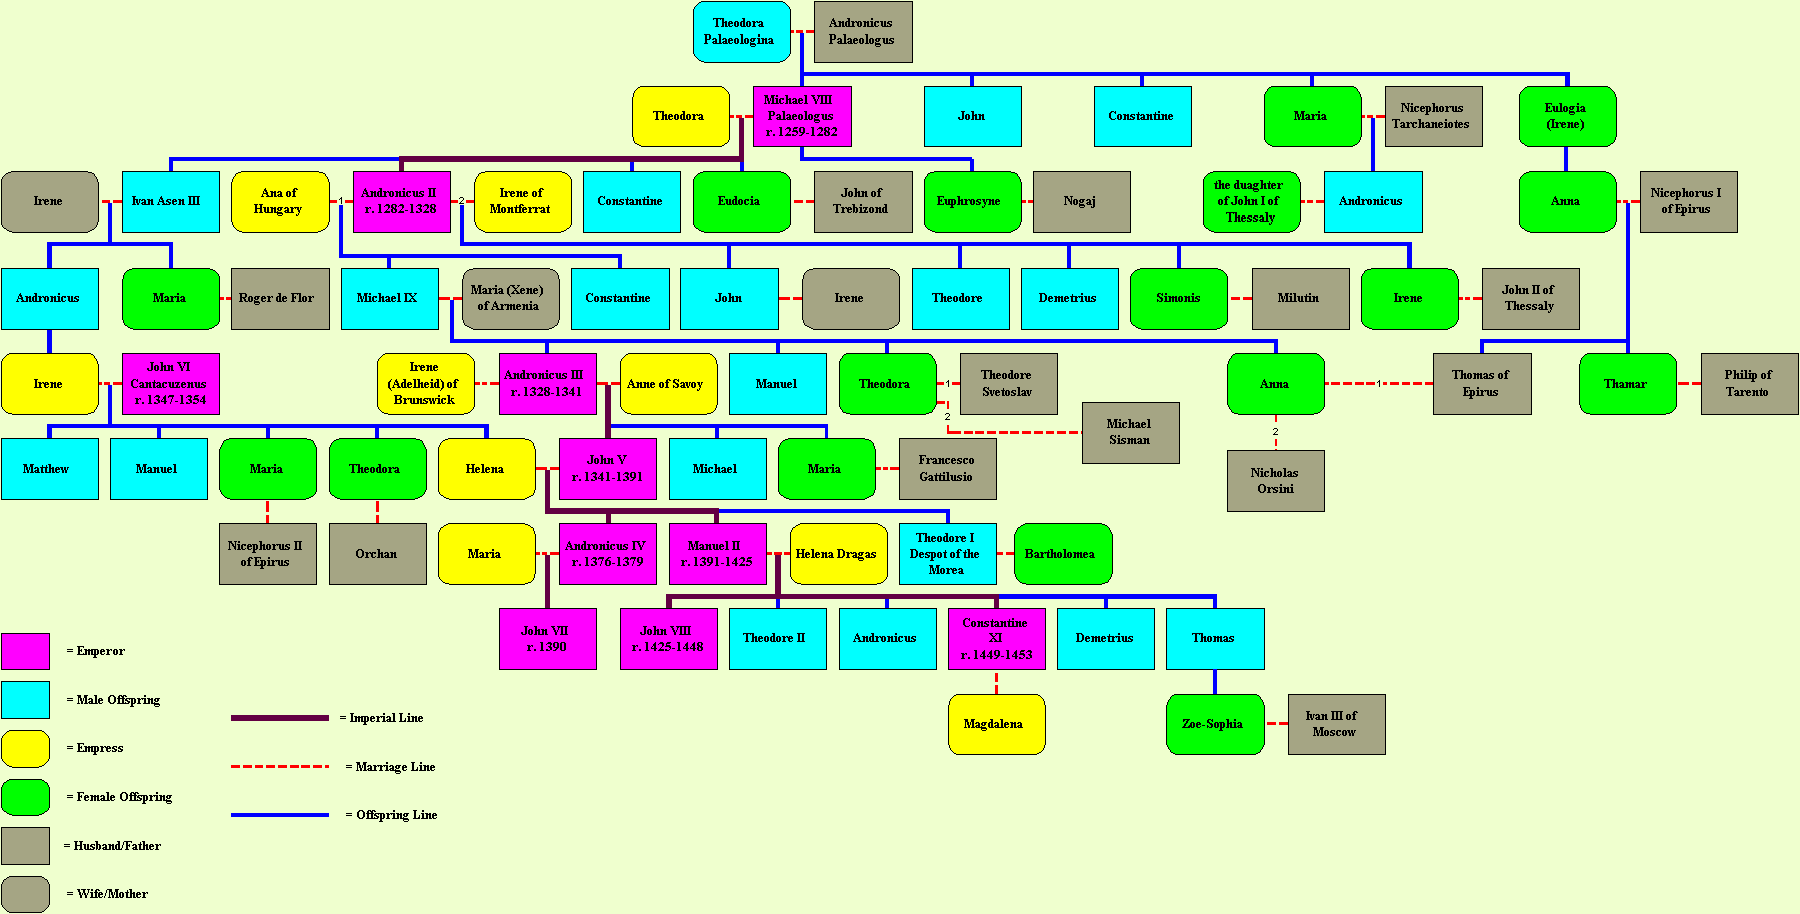 Theodora
Palaeologina
Andronicus
Palaeologus
Theodora
Michael VIII
Palaeologus
r. 1259-1282
John
Constantine
Maria
Nicephorus
Tarchaneiotes
Eulogia
(Irene)
Irene
Ivan Asen III
Ana of
Hungary
1
Andronicus II
r. 1282-1328
2
Irene of
Montferrat
Constantine
Eudocia
John of
Trebizond
Euphrosyne
Nogaj
the duaghter
of John I of
Thessaly
Andronicus
Anna
Nicephorus I
of Epirus
Andronicus
Maria
Roger de Flor
Michael IX
Maria (Xene)
of Armenia
Constantine
John
Irene
Theodore
Demetrius
Simonis
Milutin
Irene
John II of
Thessaly
Irene
John VI
Cantacuzenus
r. 1347-1354
Irene
(Adelheid) of
Brunswick
Andronicus III
r. 1328-1341
Anne of Savoy
Manuel
Theodora
1
Theodore
Svetoslav
2
Michael
Sisman
Anna
1
Thomas of
Epirus
Thamar
Philip of
Tarento
2
Nicholas
Orsini
Matthew
Manuel
Maria
Theodora
Helena
John V
r. 1341-1391
Michael
Maria
Francesco
Gattilusio
Nicephorus II
of Epirus
Orchan
Maria
Andronicus IV
r. 1376-1379
Manuel II
r. 1391-1425
Helena Dragas
Theodore I
Despot of the
Morea
Bartholomea
John VII
r. 1390
John VIII
r. 1425-1448
Theodore II
Andronicus
Constantine
XI
r. 1449-1453
Demetrius
Thomas
Magdalena
Zoe-Sophia
Ivan III of
Moscow
= Emperor
= Male Offspring
= Empress
= Female Offspring
= Husband/Father
= Wife/Mother
= Imperial Line
= Marriage Line
= Offspring Line